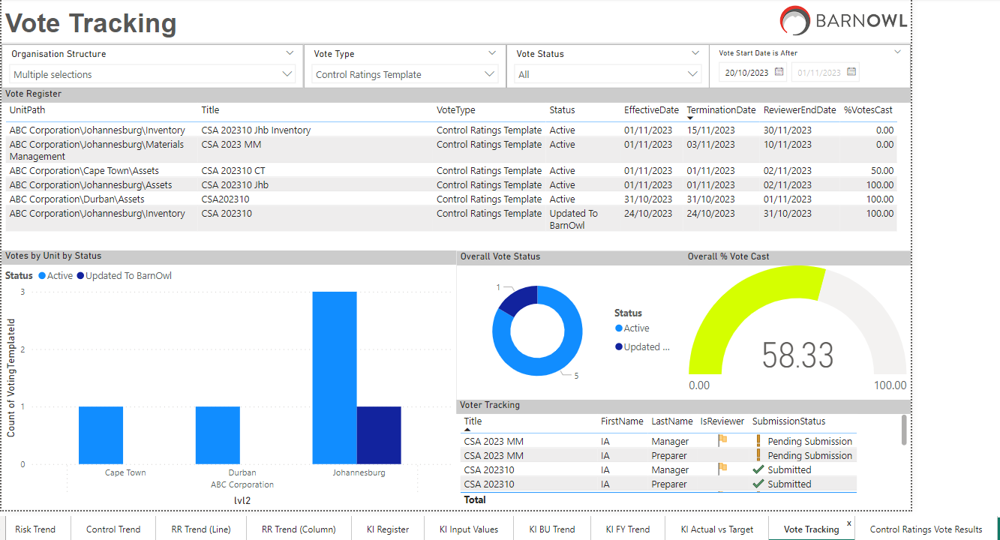 Vote Tracking
BARNOWL
Organisation Structure
Multiple selections
Vote Type
Control Ratings Template
Vote Status
All
Vote Start Date is After
20/10/2023 01/11/2023
Vote Register
UnitPath Title VoteType Status EffectiveDate TerminationDate ReviewerEndDate %VotesCast
ABC Corporation\Johannesburg\Inventory CSA 202310 Jhb Inventory Control Ratings Template Active 01/11/2023 15/11/2023 30/11/2023 0.00
ABC Corporation\Johannesburg\Materials CSA 2023 MM Control Ratings Template Active 01/11/2023 03/11/2023 10/11/2023 0.00
Management
ABC Corporation\Cape Town\Assets CSA 202310 CT Control Ratings Template Active 01/11/2023 01/11/2023 02/11/2023 50.00
ABC Corporation\Johannesburg\Assets CSA 202310 Jhb Control Ratings Template Active 01/11/2023 01/11/2023 02/11/2023 100.00
ABC Corporation\Durban\Assets CSA202310 Control Ratings Template Active 31/10/2023 31/10/2023 01/11/2023 100.00
ABC Corporation\Johannesburg\Inventory CSA 202310 Control Ratings Template Updated To 24/10/2023 24/10/2023 31/10/2023 100.00
BarnOwl
Votes by Unit by Status
Status Active Updated To BarnOwl
Count of VotingTemplateId
3
2
1
0
Cape Town Durban Johannesburg
ABC Corporation
lvl2
Overall Vote Status
1
5
Status
Active
Updated ...
Overall % Vote Cast
58.33
0.00 100.00
Voter Tracking
Title FirstName LastName IsReviewer SubmissionStatus
CSA 2023 MM IA Manager Pending Submission
CSA 2023 MM IA Preparer Pending Submission
CSA 202310 IA Manager Submitted
CSA 202310 IA Preparer Submitted
Total
Risk Trend Control Trend RR Trend (Line) RR Trend (Column) KI Register KI Input Values KI BU Trend KI FY Trend KI Actual vs Target Vote Tracking x Control Ratings Vote Results